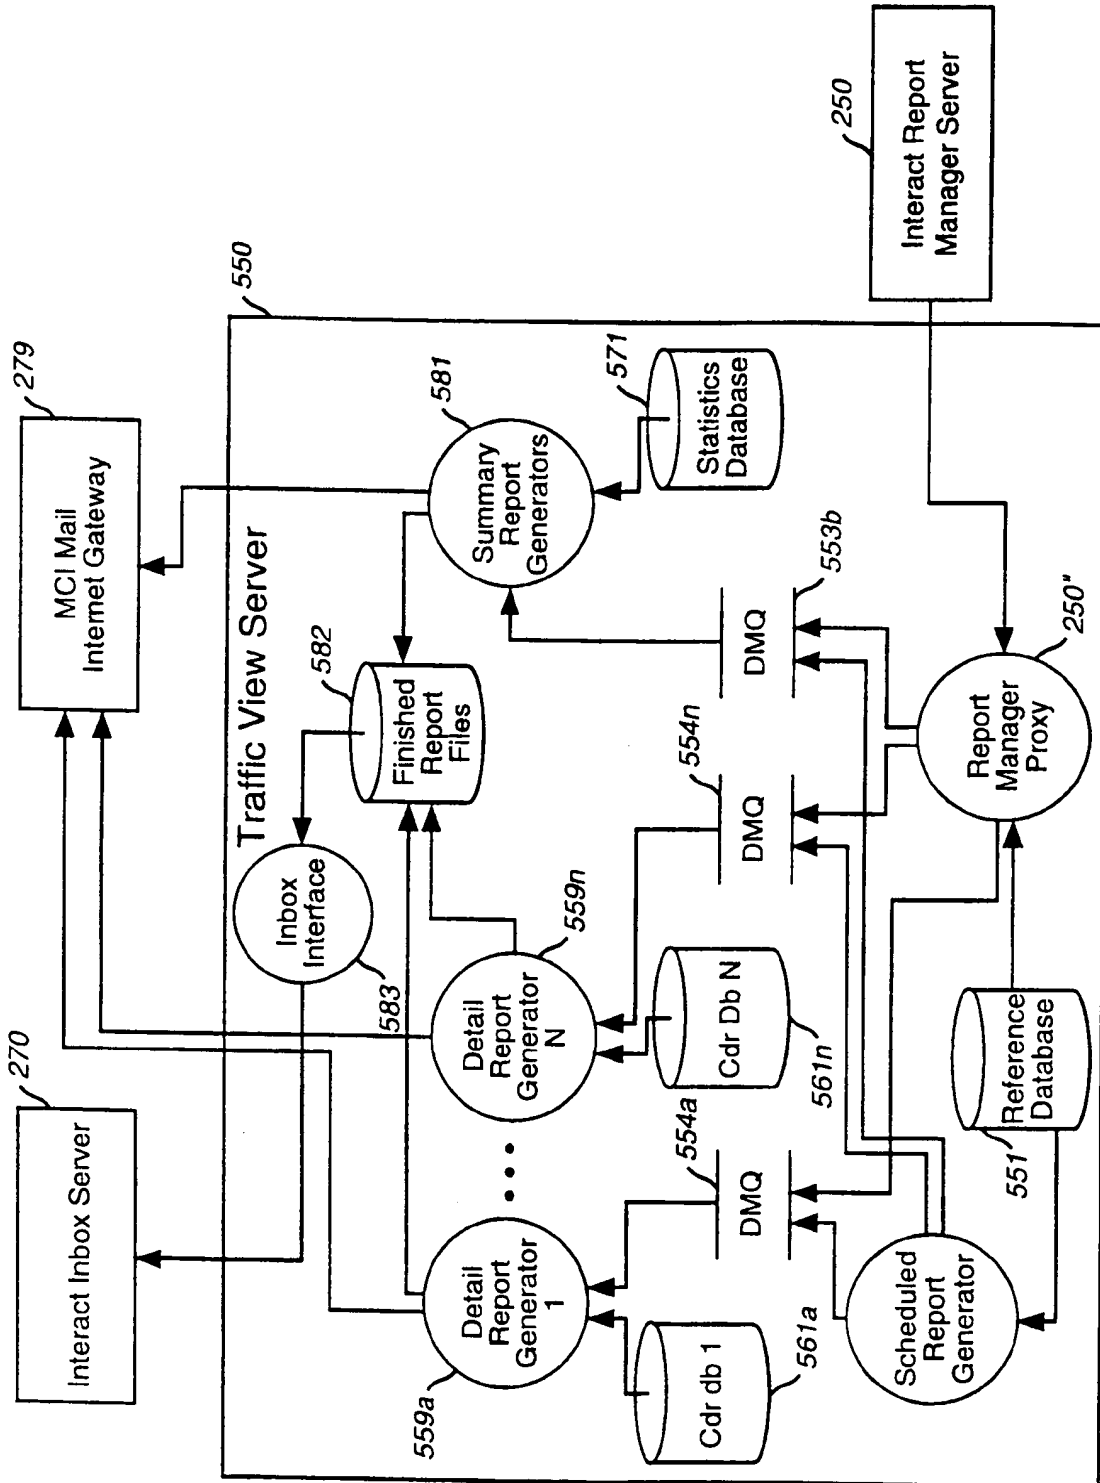 270
Interact Inbox Server
279
MCI Mail
Internet Gateway
550
Traffic View Server
Inbox
Interface
583
582
Finished
Report
Files
581
Summary
Report
Generators
571
Statistics
Database
559a
Detail
Report
Generator
1
559n
Detail
Report
Generator
N
Cdr db 1
561a
554a
DMQ
Cdr Db N
561n
554n
DMQ
553b
DMQ
Scheduled
Report
Generator
551
Reference
Database
250"
Report
Manager
Proxy
250
Interact Report
Manager Server